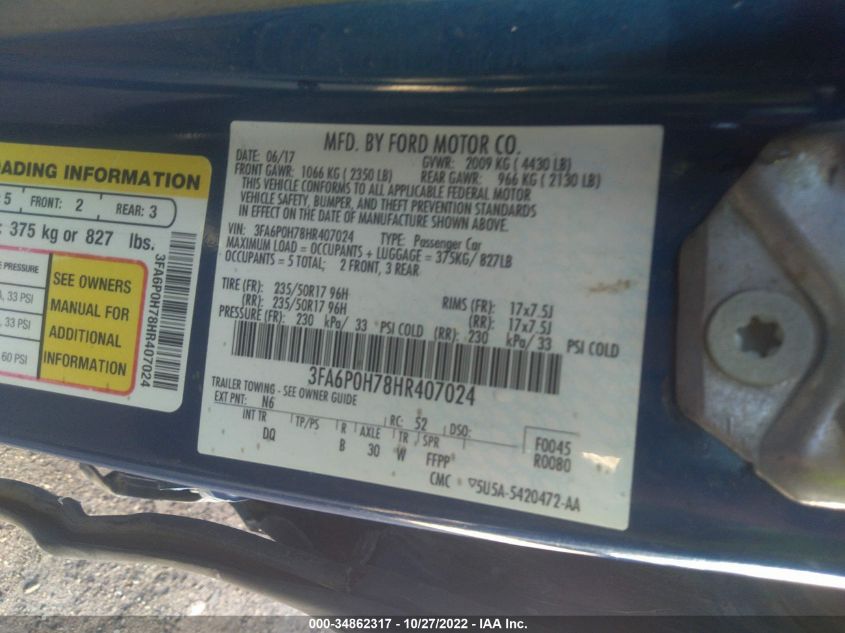 OADING INFORMATION
5 FRONT: 2 REAR: 3
: 375 kg or 827 lbs.
PRESSURE
, 33 PSI
, 33 PSI
60 PSI
SEE OWNERS
MANUAL FOR
ADDITIONAL
INFORMATION
3FA6P0H78HR407024
MFD. BY FORD MOTOR CO.
DATE: 06/17 GVWR: 2009 KG ( 4430 LB)
FRONT GAWR: 1066 KG ( 2350 LB) REAR GAWR: 966 KG ( 2130 LB)
THIS VEHICLE CONFORMS TO ALL APPLICABLE FEDERAL MOTOR
VEHICLE SAFETY, BUMPER, AND THEFT PREVENTION STANDARDS
IN EFFECT ON THE DATE OF MANUFACTURE SHOWN ABOVE.
VIN: 3FA6P0H78HR407024 TYPE: Passenger Car
MAXIMUM LOAD = OCCUPANTS + LUGGAGE = 375KG/ 827LB
OCCUPANTS = 5 TOTAL; 2 FRONT, 3 REAR
TIRE (FR): 235/50R17 96H RIMS (FR): 17x7.5J
(RR): 235/50R17 96H (RR): 17x7.5J
PRESSURE (FR): 230 kPa/ 33 PSI COLD (RR): 230 kPa/ 33 PSI COLD
3FA6P0H78HR407024
TRAILER TOWING - SEE OWNER GUIDE
EXT PNT: N6 RC: 52 DSO: F0045
INT TR TP/PS R AXLE TR SPR R0080
DQ B 30 W FFPP
CMC 5U5A-5420472-AA
000-34862317 - 10/27/2022 - IAA Inc.